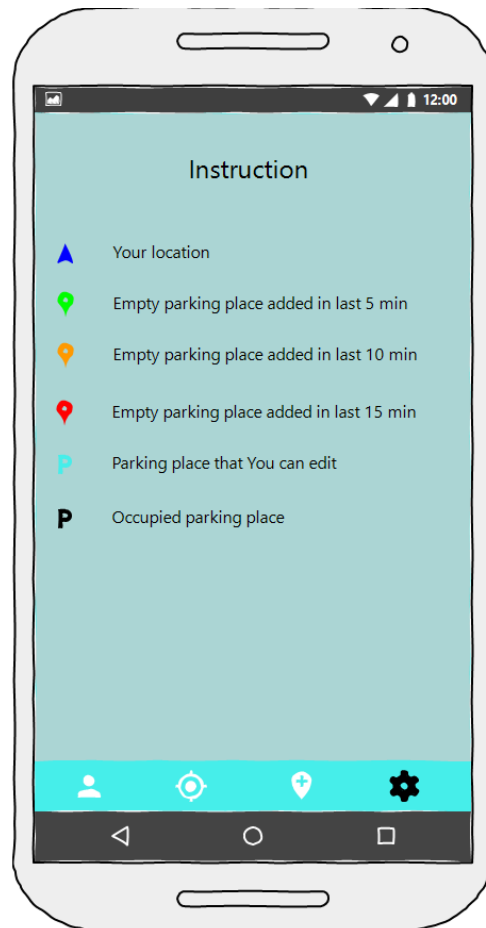 12:00
Instruction
Your location
Empty parking place added in last 5 min
Empty parking place added in last 10 min
Empty parking place added in last 15 min
P Parking place that You can edit
P Occupied parking place